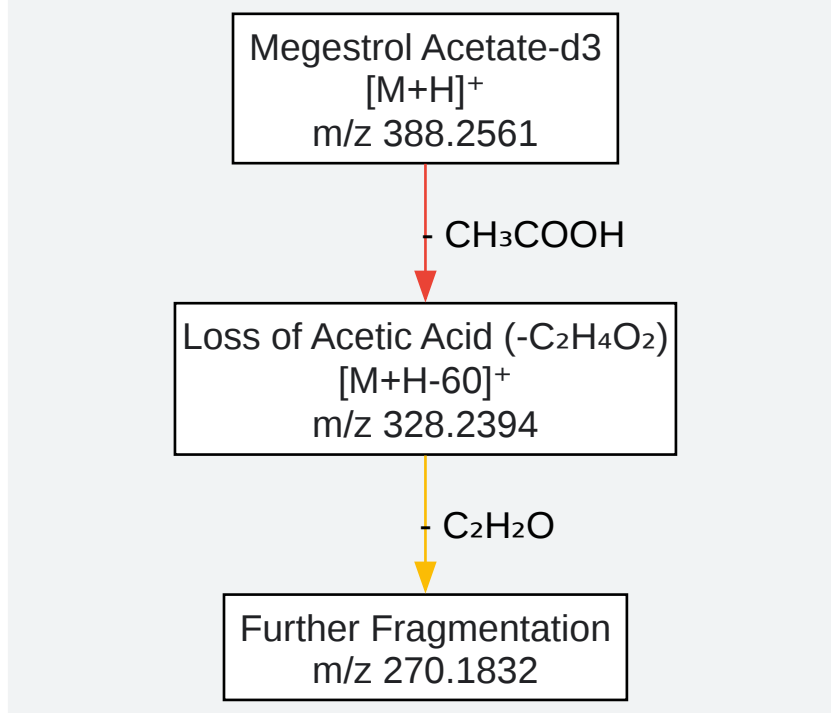 Megestrol Acetate-d3
[M+H]⁺
m/z 388.2561
- CH₃COOH
Loss of Acetic Acid (-C₂H₄O₂)
[M+H-60]⁺
m/z 328.2394
- C₂H₂O
Further Fragmentation
m/z 270.1832